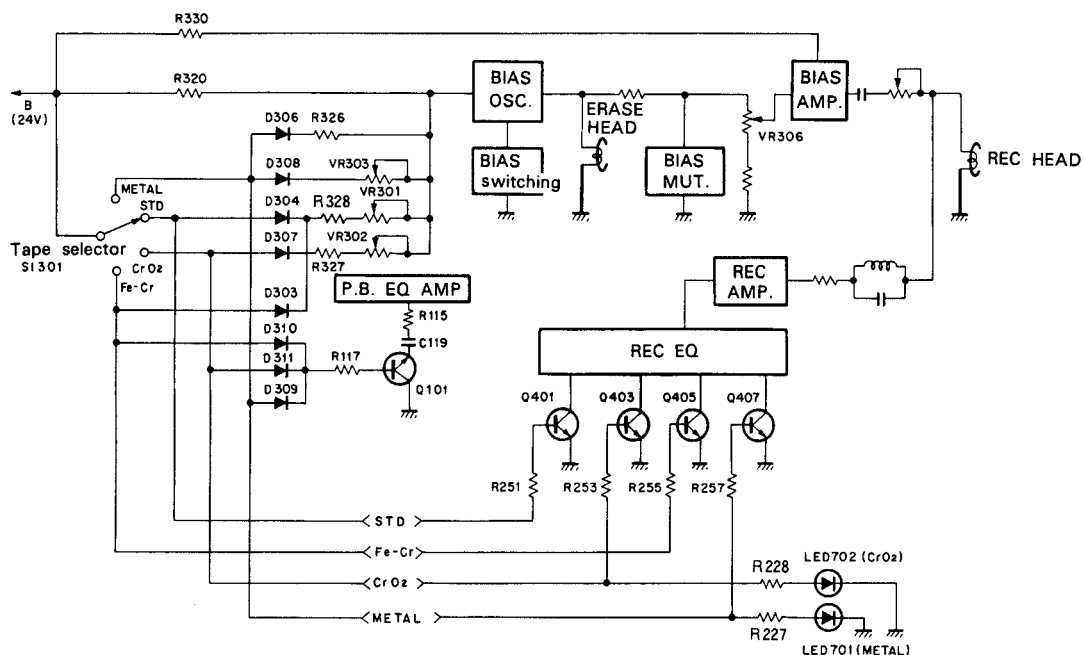 R330
R320
B
(24V)
D306
R326
D308
VR303
VR301
METAL
STD
D304
R328
Tape selector
S1301
CrO₂
D307
VR302
R327
Fe-Cr
D303
P.B. EQ AMP
R115
D310
C119
D311
R117
D309
Q101
BIAS
OSC.
ERASE
HEAD
BIAS
switching
BIAS
MUT.
VR306
BIAS
AMP.
REC HEAD
REC
AMP.
REC EQ
Q401
Q403
Q405
Q407
R251
R253
R255
R257
STD
Fe-Cr
CrO₂
METAL
R228
LED702 (CrO₂)
R227
LED701 (METAL)